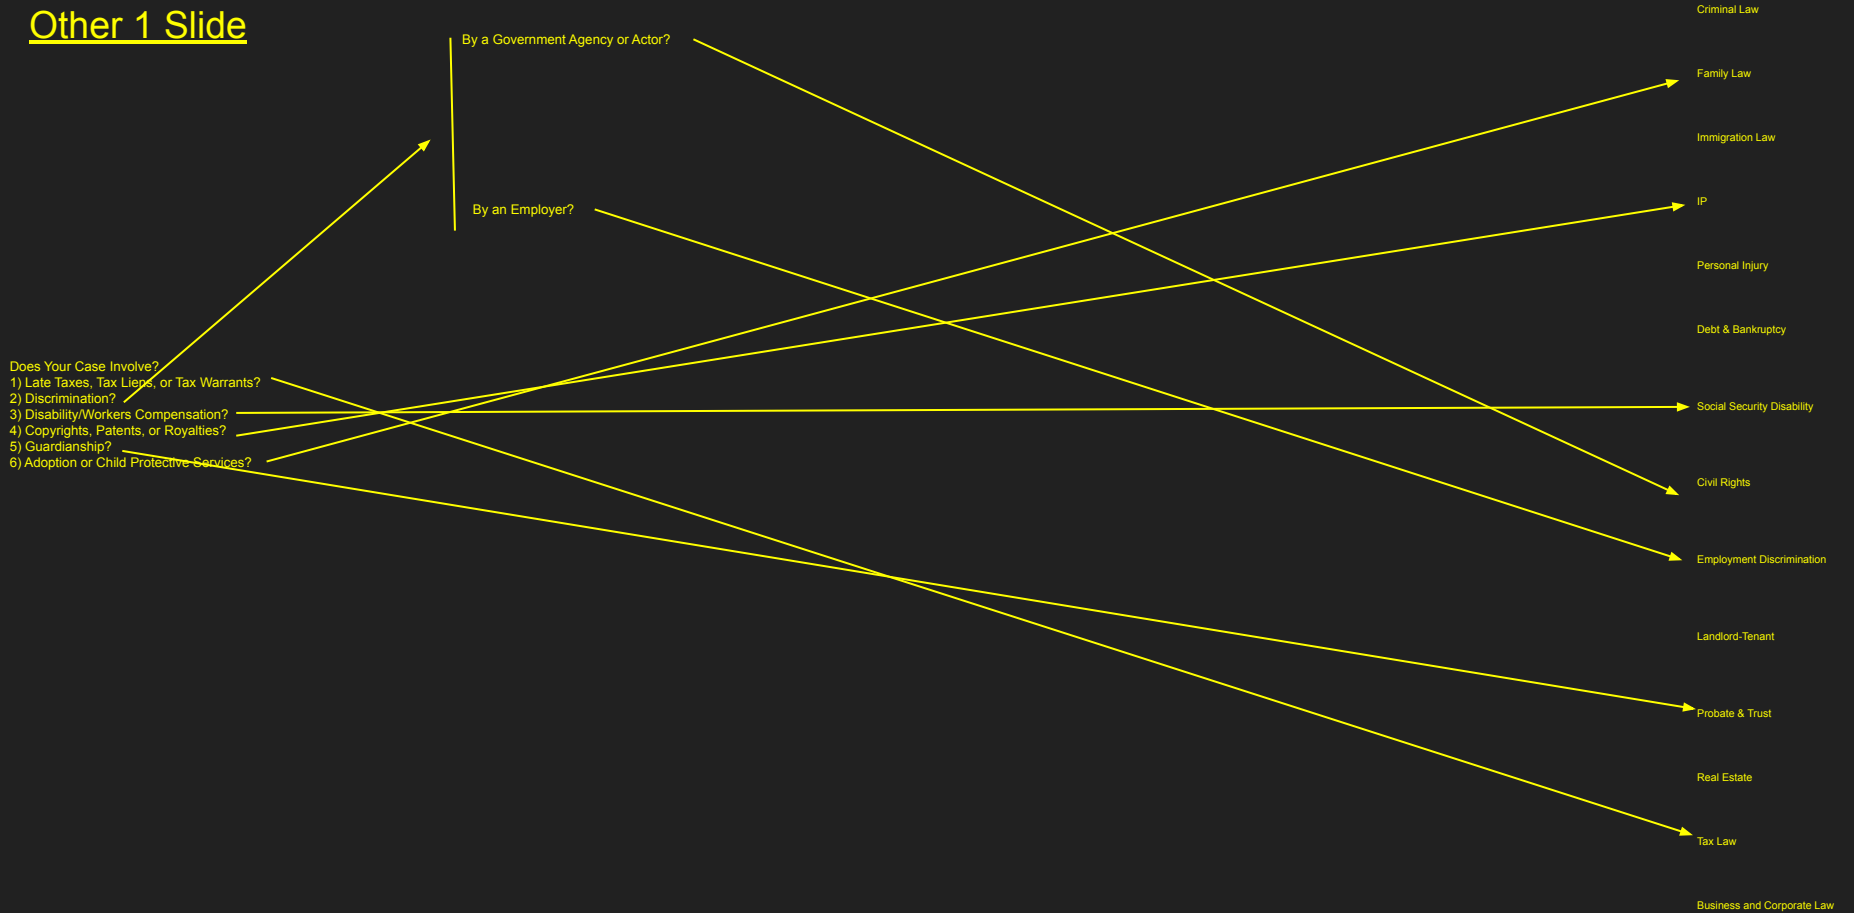 Other 1 Slide
By a Government Agency or Actor?
By an Employer?
Does Your Case Involve?
1) Late Taxes, Tax Liens, or Tax Warrants?
2) Discrimination?
3) Disability/Workers Compensation?
4) Copyrights, Patents, or Royalties?
5) Guardianship?
6) Adoption or Child Protective Services?
Criminal Law
Family Law
Immigration Law
IP
Personal Injury
Debt & Bankruptcy
Social Security Disability
Civil Rights
Employment Discrimination
Landlord-Tenant
Probate & Trust
Real Estate
Tax Law
Business and Corporate Law